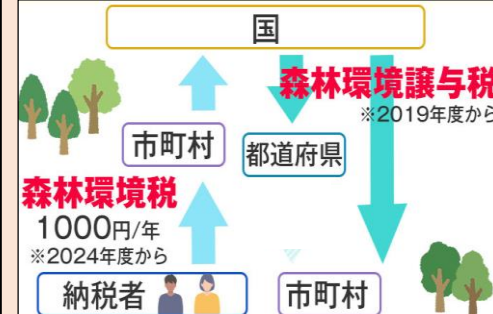 国
森林環境譲与税
※2019年度から
市町村
都道府県
森林環境税
1000円/年
※2024年度から
納税者
市町村